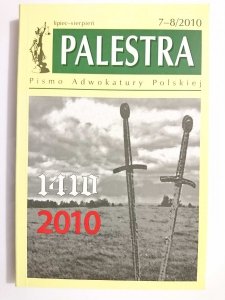 lipiec–sierpień 7–8/2010
PALESTRA
Pismo Adwokatury Polskiej
1410
2010